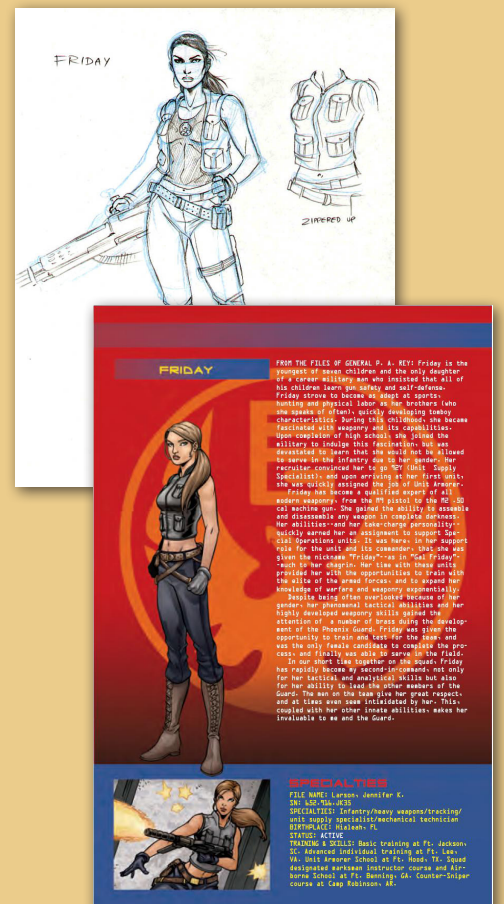 FRIDAY
ZIPPERED UP
FRIDAY
FROM THE FILES OF GENERAL P. A. REY: Friday is the
youngest of seven children and the only daughter
of a career military man who insisted that all of
his children learn gun safety and self-defense.
Friday strove to become as adept at sports,
hunting and physical labor as her brothers (who
she speaks of often), quickly developing tomboy
characteristics. During this childhood, she became
fascinated with weaponry and its capabilities.
Upon completion of high school, she joined the
military to indulge this fascination, but was
devastated to learn that she would not be allowed
to serve in the infantry due to her gender. Her
recruiter convinced her to go 92Y (Unit Supply
Specialist), and upon arriving at her first unit,
she was quickly assigned the job of Unit Armorer.
Friday has become a qualified expert of all
modern weaponry, from the M9 pistol to the M2 .50
cal machine gun. She gained the ability to assemble
and disassemble any weapon in complete darkness.
Her abilities--and her take-charge personality--
quickly earned her an assignment to support Spe-
cial Operations units. It was here, in her support
role for the unit and its commander, that she was
given the nickname "Friday"--as in "Gal Friday"-
-much to her chagrin. Her time with these units
provided her with the opportunities to train with
the elite of the armed forces, and to expand her
knowledge of warfare and weaponry exponentially.
Despite being often overlooked because of her
gender, her phenomenal tactical abilities and her
highly developed weaponry skills gained the
attention of a number of brass duing the develop-
ment of the Phoenix Guard. Friday was given the
opportunity to train and test for the team, and
was the only female candidate to complete the pro-
cess, and finally was able to serve in the field.
In our short time together on the squad, Friday
has rapidly become my second-in-command, not only
for her tactical and analytical skills but also
for her ability to lead the other members of the
Guard. The men on the team give her great respect,
and at times even seem intimidated by her. This,
coupled with her other innate abilities, makes her
invaluable to me and the Guard.
SPECIALTIES
FILE NAME: Larson, Jennifer K.
SN: 652.916.JK35
SPECIALTIES: Infantry/heavy weapons/tracking/
unit supply specialist/mechanical technician
BIRTHPLACE: Hialeah, FL
STATUS: ACTIVE
TRAINING & SKILLS: Basic training at Ft. Jackson,
SC. Advanced individual training at Ft. Lee,
VA. Unit Armorer School at Ft. Hood, TX. Squad
designated marksman instructor course and Air-
borne School at Ft. Benning, GA. Counter-Sniper
course at Camp Robinson, AR.